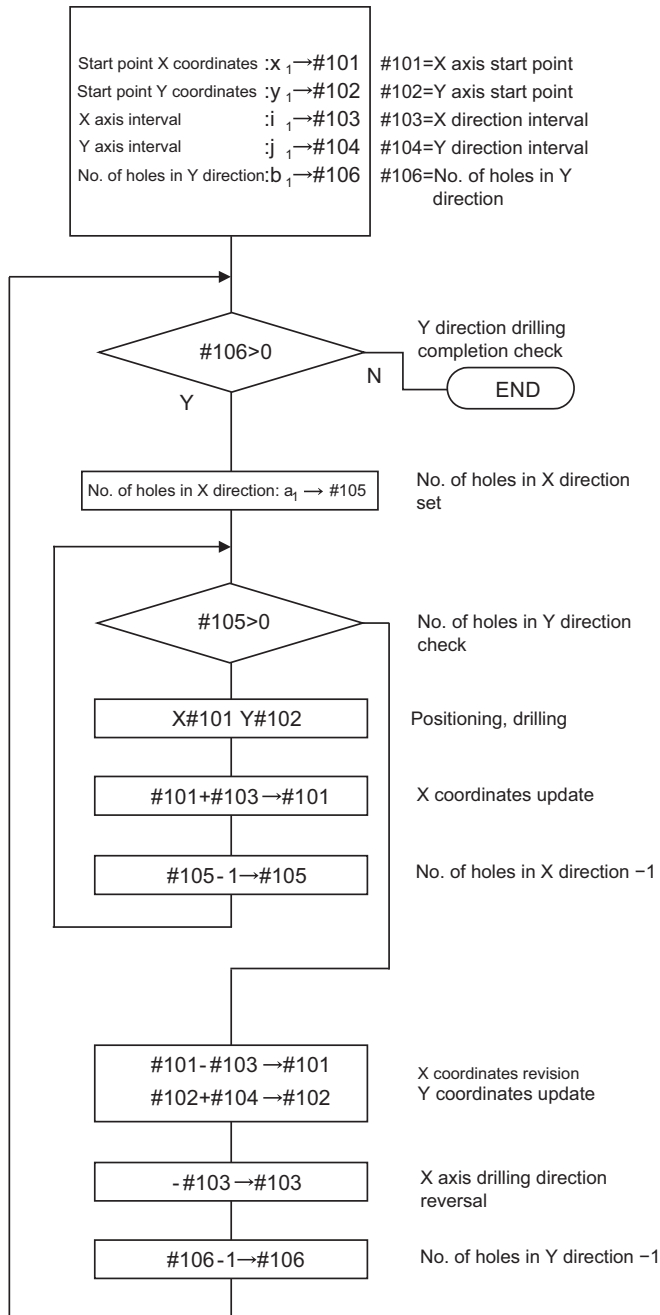 Start point X coordinates :x 1→#101 #101=X axis start point
Start point Y coordinates :y 1→#102 #102=Y axis start point
X axis interval :i 1→#103 #103=X direction interval
Y axis interval :j 1→#104 #104=Y direction interval
No. of holes in Y direction:b 1→#106 #106=No. of holes in Y
direction
#106>0
Y direction drilling
completion check
N
END
Y
No. of holes in X direction: a1 → #105
No. of holes in X direction
set
#105>0
No. of holes in Y direction
check
X#101 Y#102
Positioning, drilling
#101+#103→#101
X coordinates update
#105-1→#105
No. of holes in X direction −1
#101-#103→#101
X coordinates revision
#102+#104→#102
Y coordinates update
-#103→#103
X axis drilling direction
reversal
#106-1→#106
No. of holes in Y direction −1